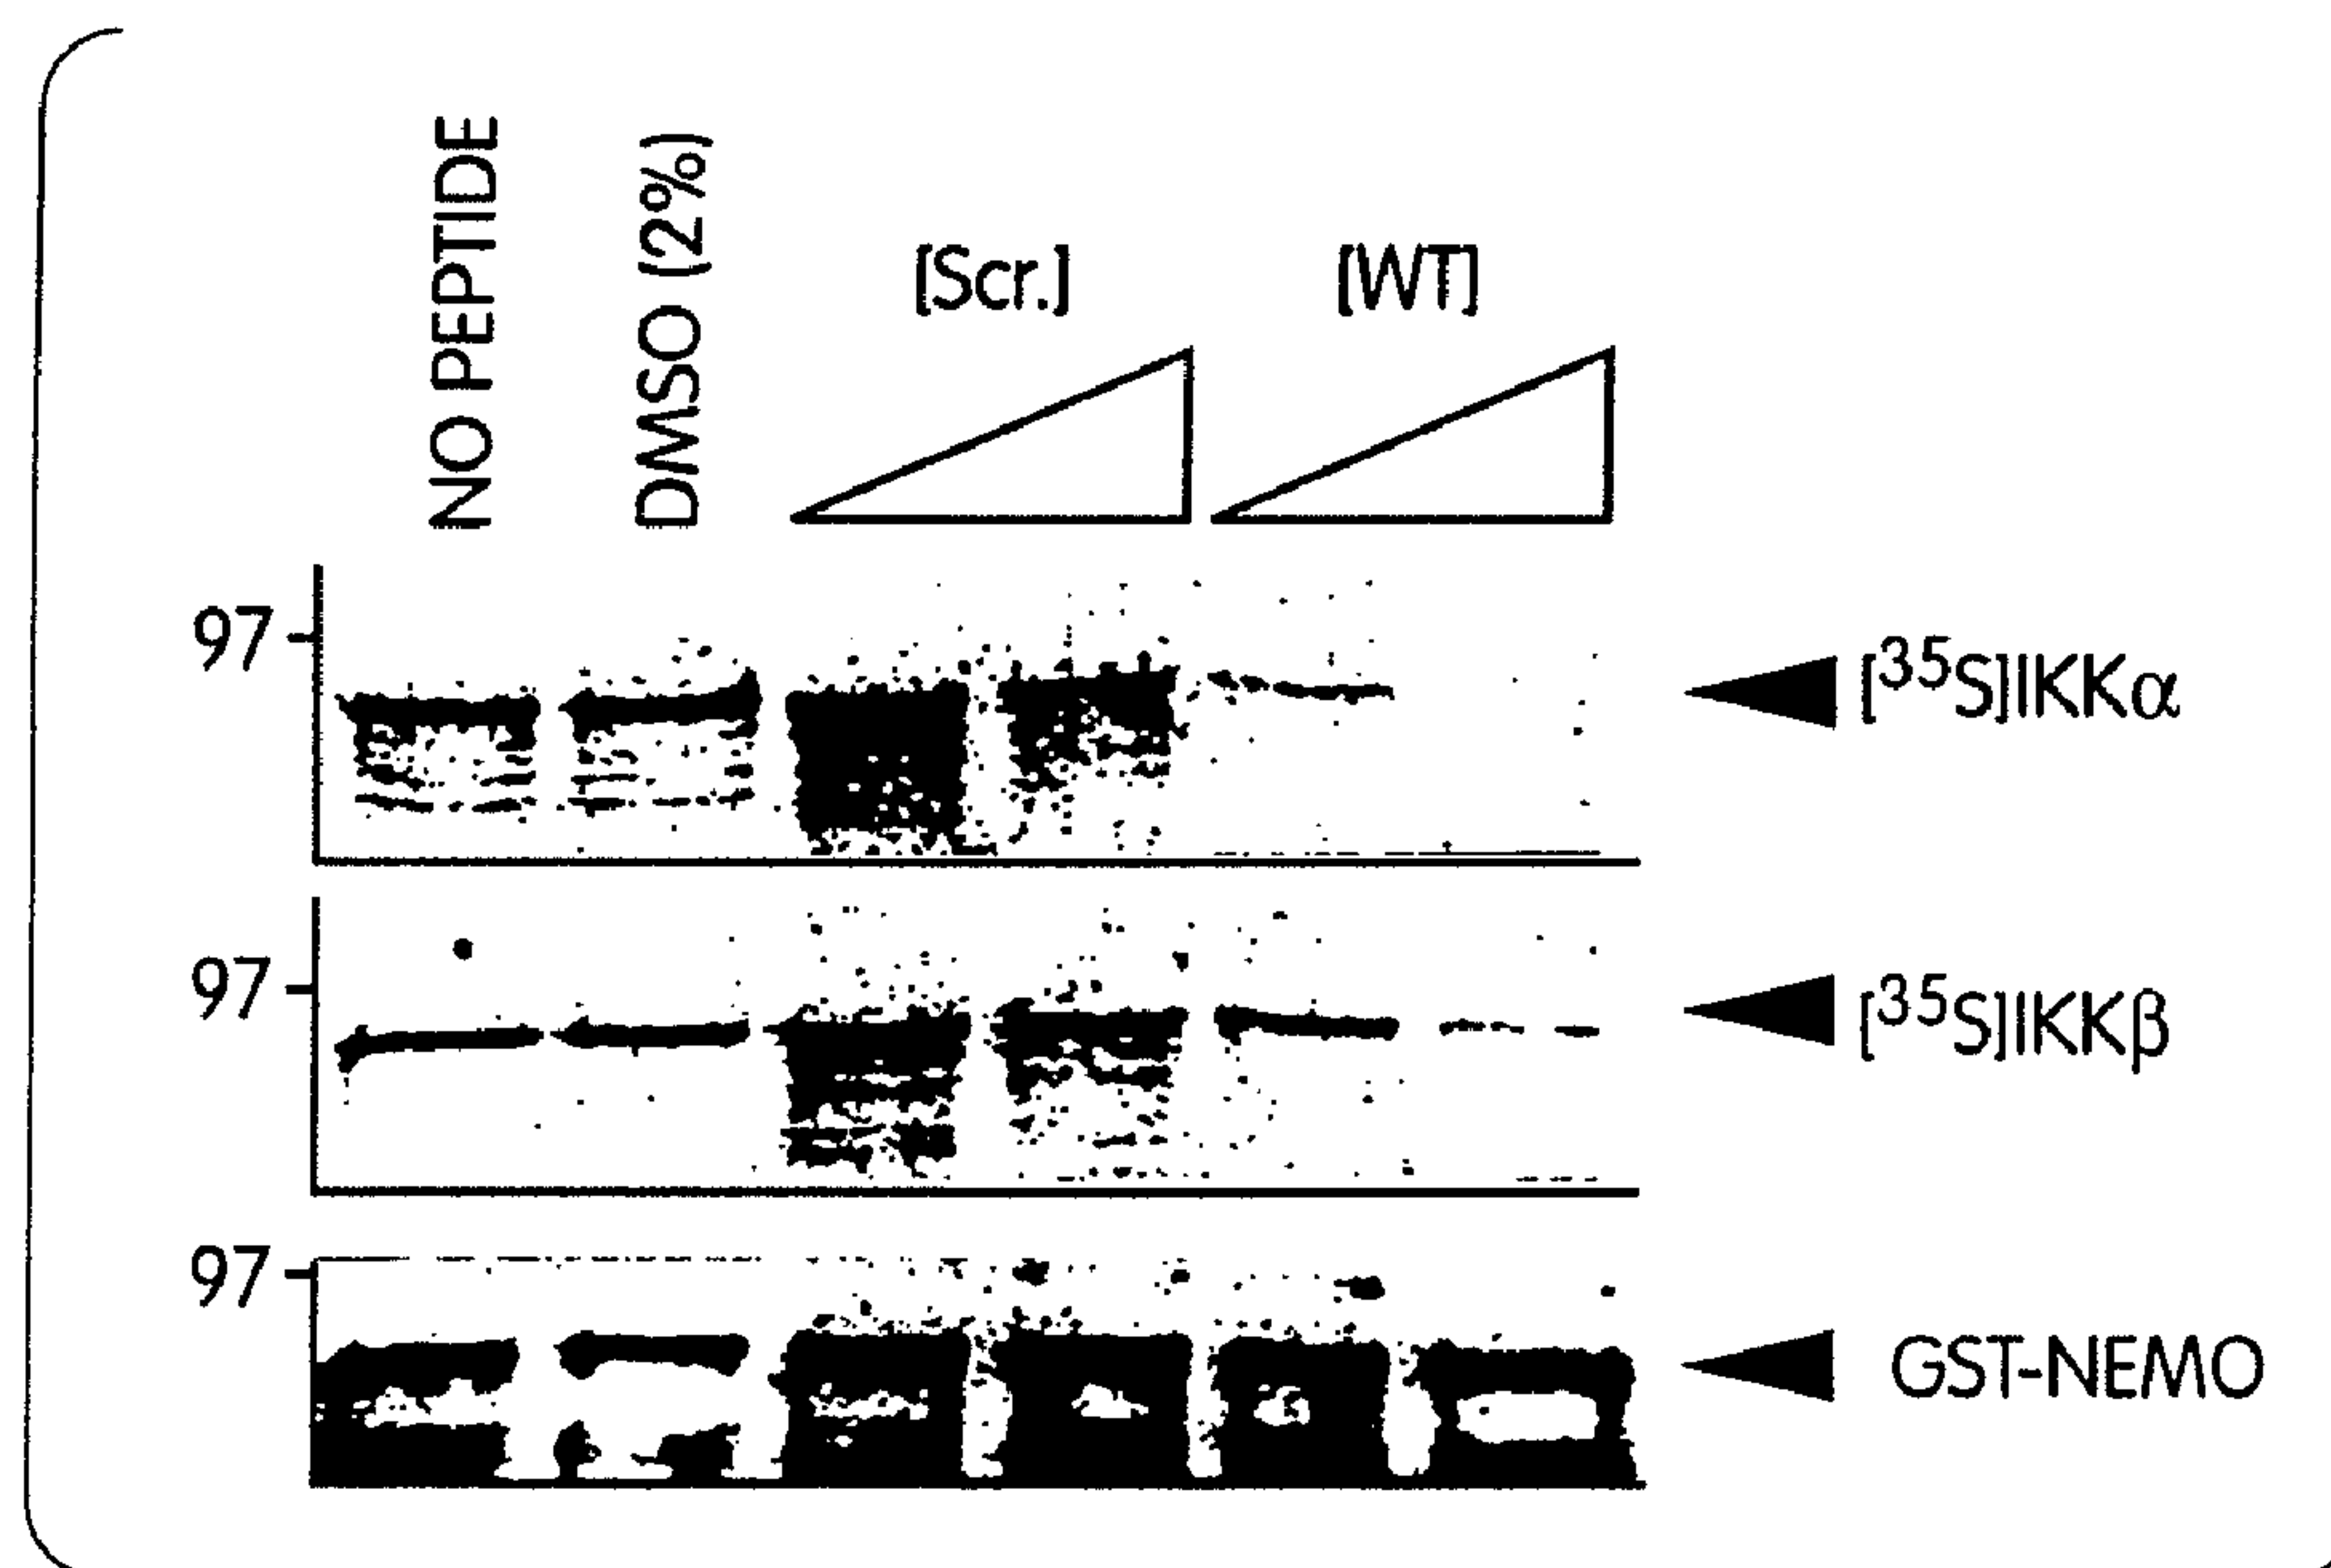 NO PEPTIDE
DMSO (2%)
[Scr.]
[WT]
97
[³⁵S]IKKα
97
[³⁵S]IKKβ
97
GST-NEMO